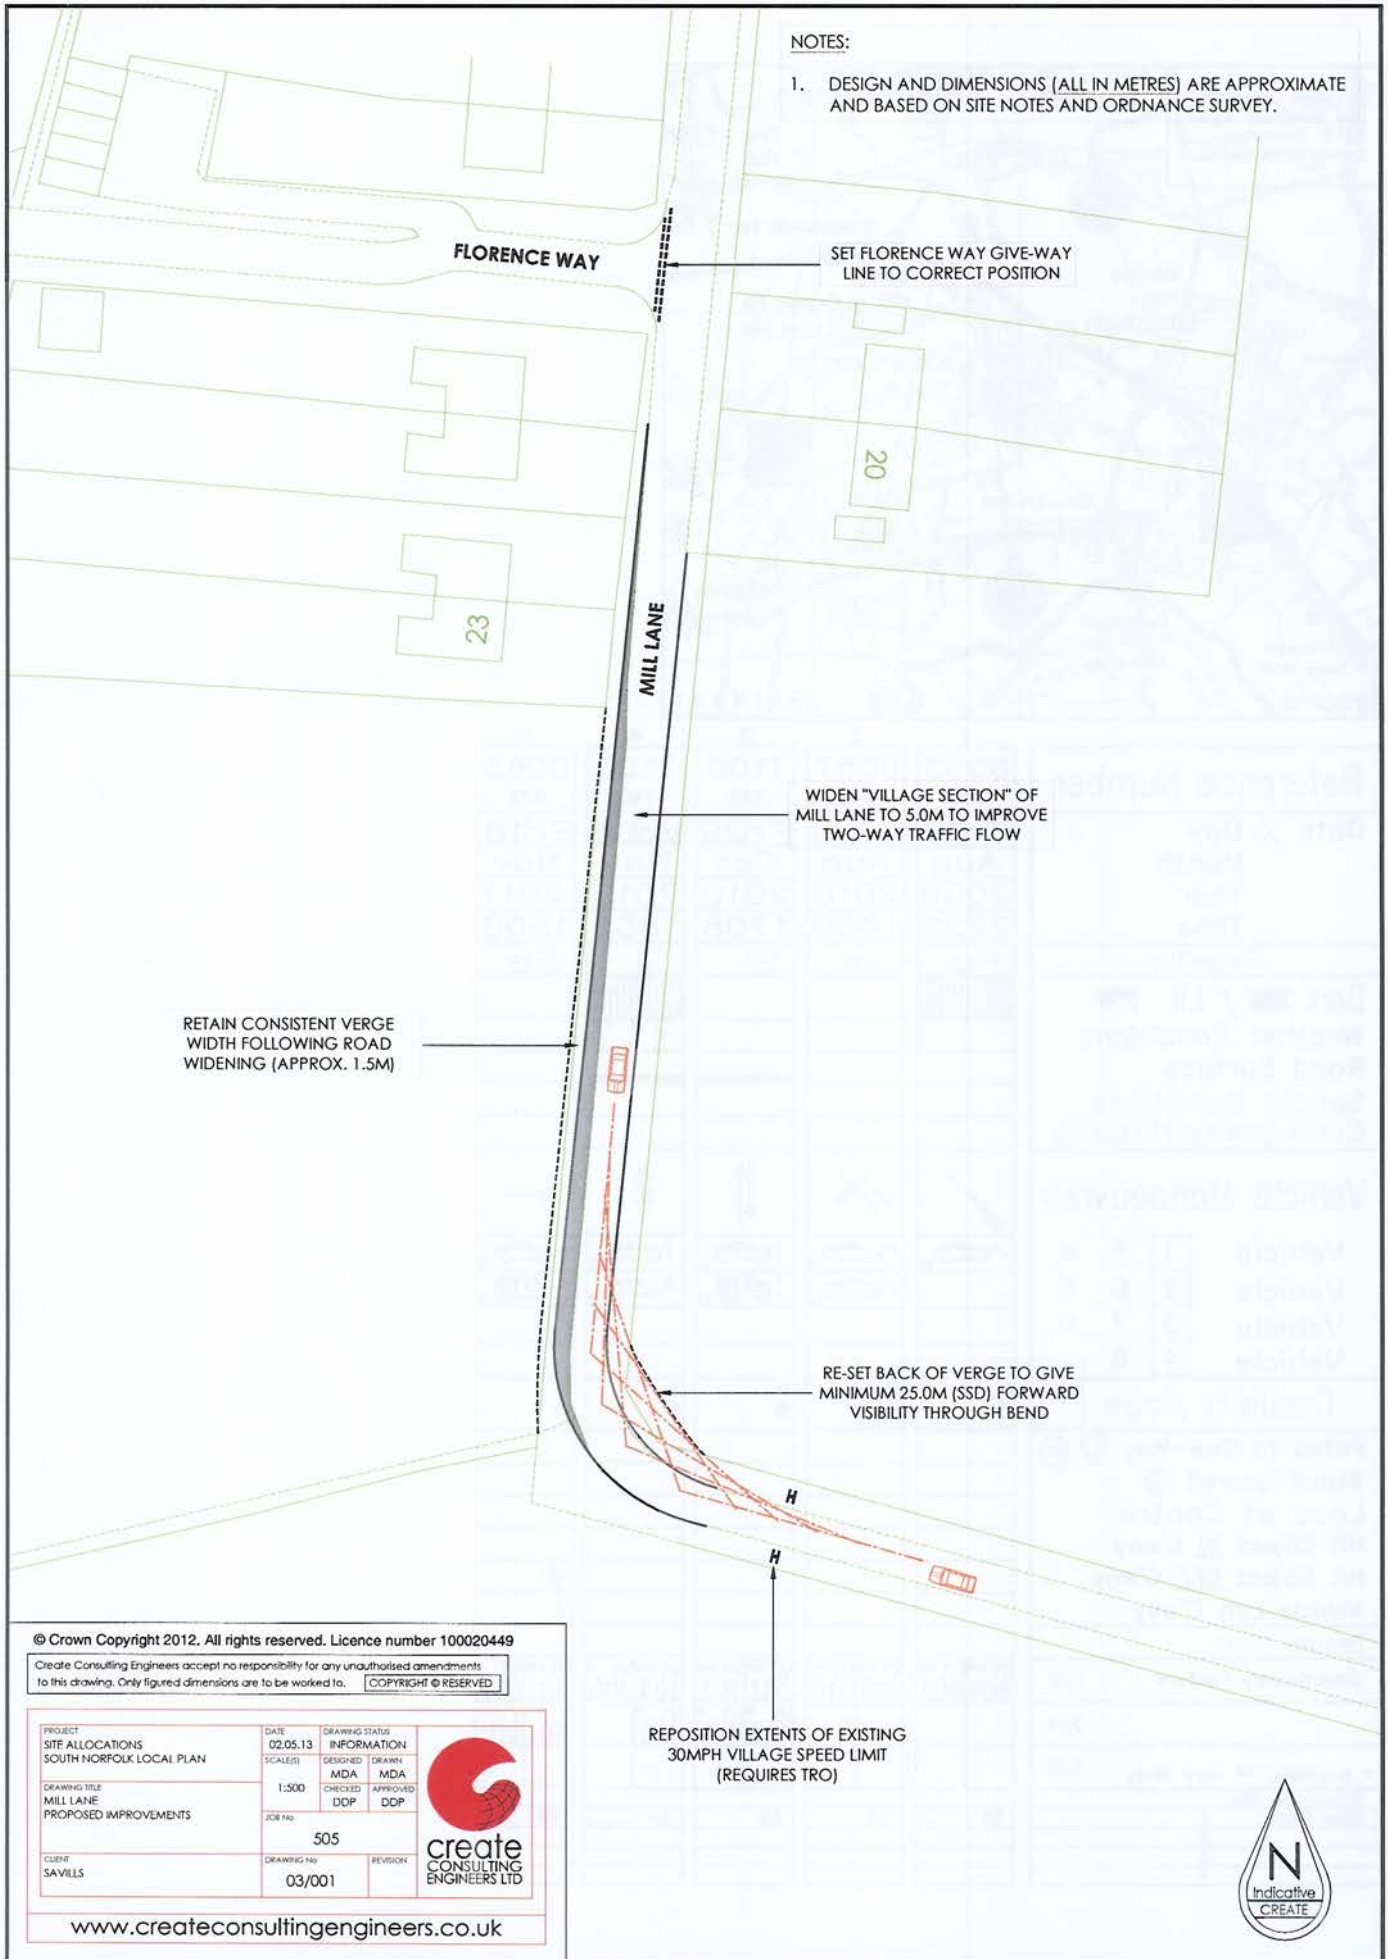 NOTES:
1. DESIGN AND DIMENSIONS (ALL IN METRES) ARE APPROXIMATE
AND BASED ON SITE NOTES AND ORDNANCE SURVEY.
FLORENCE WAY
SET FLORENCE WAY GIVE-WAY
LINE TO CORRECT POSITION
20
23
MILL LANE
WIDEN "VILLAGE SECTION" OF
MILL LANE TO 5.0M TO IMPROVE
TWO-WAY TRAFFIC FLOW
RETAIN CONSISTENT VERGE
WIDTH FOLLOWING ROAD
WIDENING (APPROX. 1.5M)
RE-SET BACK OF VERGE TO GIVE
MINIMUM 25.0M (SSD) FORWARD
VISIBILITY THROUGH BEND
H
H
REPOSITION EXTENTS OF EXISTING
30MPH VILLAGE SPEED LIMIT
(REQUIRES TRO)
© Crown Copyright 2012. All rights reserved. Licence number 100020449
Create Consulting Engineers accept no responsibility for any unauthorised amendments
to this drawing. Only figured dimensions are to be worked to. COPYRIGHT © RESERVED
PROJECT
SITE ALLOCATIONS
SOUTH NORFOLK LOCAL PLAN
DRAWING TITLE
MILL LANE
PROPOSED IMPROVEMENTS
CLIENT
SAVILLS
DATE
02.05.13
DRAWING STATUS
INFORMATION
SCALE(S)
1:500
DESIGNED
MDA
DRAWN
MDA
CHECKED
DDP
APPROVED
DDP
JOB No
505
DRAWING No
03/001
REVISION
create
CONSULTING
ENGINEERS LTD
www.createconsultingengineers.co.uk
N
Indicative
CREATE